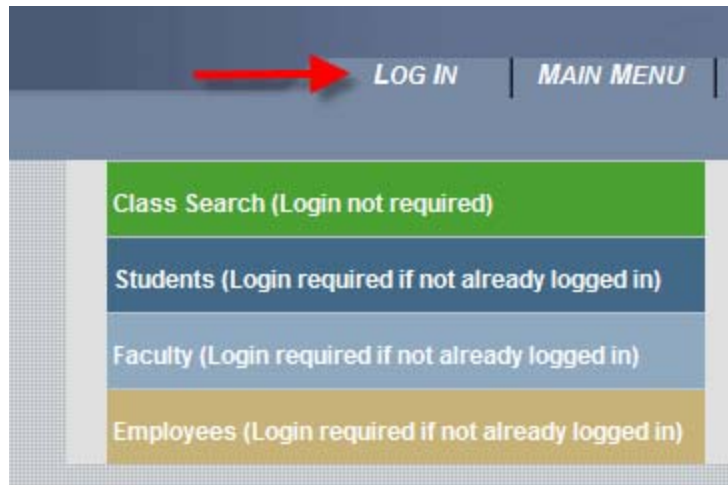 LOG IN MAIN MENU
Class Search (Login not required)
Students (Login required if not already logged in)
Faculty (Login required if not already logged in)
Employees (Login required if not already logged in)